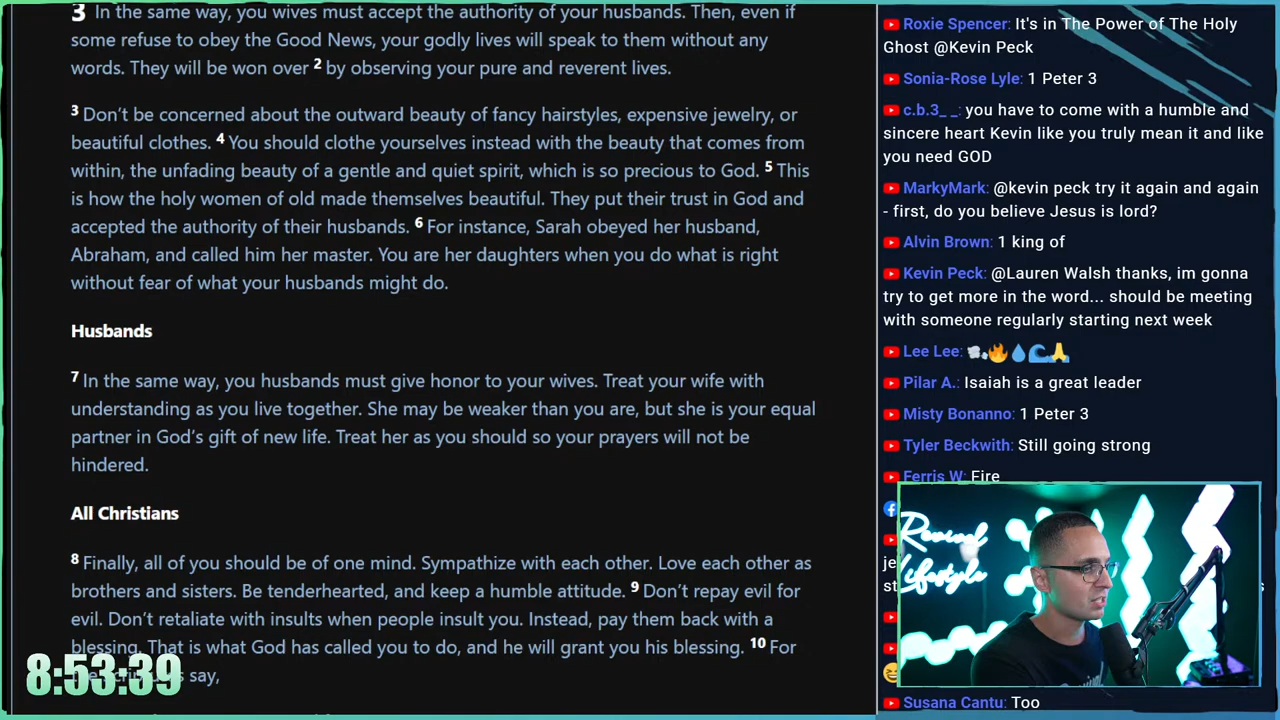 3 In the same way, you wives must accept the authority of your husbands. Then, even if
some refuse to obey the Good News, your godly lives will speak to them without any
words. They will be won over 2 by observing your pure and reverent lives.
3 Don’t be concerned about the outward beauty of fancy hairstyles, expensive jewelry, or
beautiful clothes. 4 You should clothe yourselves instead with the beauty that comes from
within, the unfading beauty of a gentle and quiet spirit, which is so precious to God. 5 This
is how the holy women of old made themselves beautiful. They put their trust in God and
accepted the authority of their husbands. 6 For instance, Sarah obeyed her husband,
Abraham, and called him her master. You are her daughters when you do what is right
without fear of what your husbands might do.
Husbands
7 In the same way, you husbands must give honor to your wives. Treat your wife with
understanding as you live together. She may be weaker than you are, but she is your equal
partner in God’s gift of new life. Treat her as you should so your prayers will not be
hindered.
All Christians
8 Finally, all of you should be of one mind. Sympathize with each other. Love each other as
brothers and sisters. Be tenderhearted, and keep a humble attitude. 9 Don’t repay evil for
evil. Don’t retaliate with insults when people insult you. Instead, pay them back with a
blessing. That is what God has called you to do, and he will grant you his blessing. 10 For
say,
8:53:39
Roxie Spencer: It's in The Power of The Holy
Ghost @Kevin Peck
Sonia-Rose Lyle: 1 Peter 3
c.b.3_ _: you have to come with a humble and
sincere heart Kevin like you truly mean it and like
you need GOD
MarkyMark: @kevin peck try it again and again
- first, do you believe Jesus is lord?
Alvin Brown: 1 king of
Kevin Peck: @Lauren Walsh thanks, im gonna
try to get more in the word... should be meeting
with someone regularly starting next week
Lee Lee:
Pilar A.: Isaiah is a great leader
Misty Bonanno: 1 Peter 3
Tyler Beckwith: Still going strong
Ferris W: Fire
je
st
Revival
Lifestyle
Susana Cantu: Too